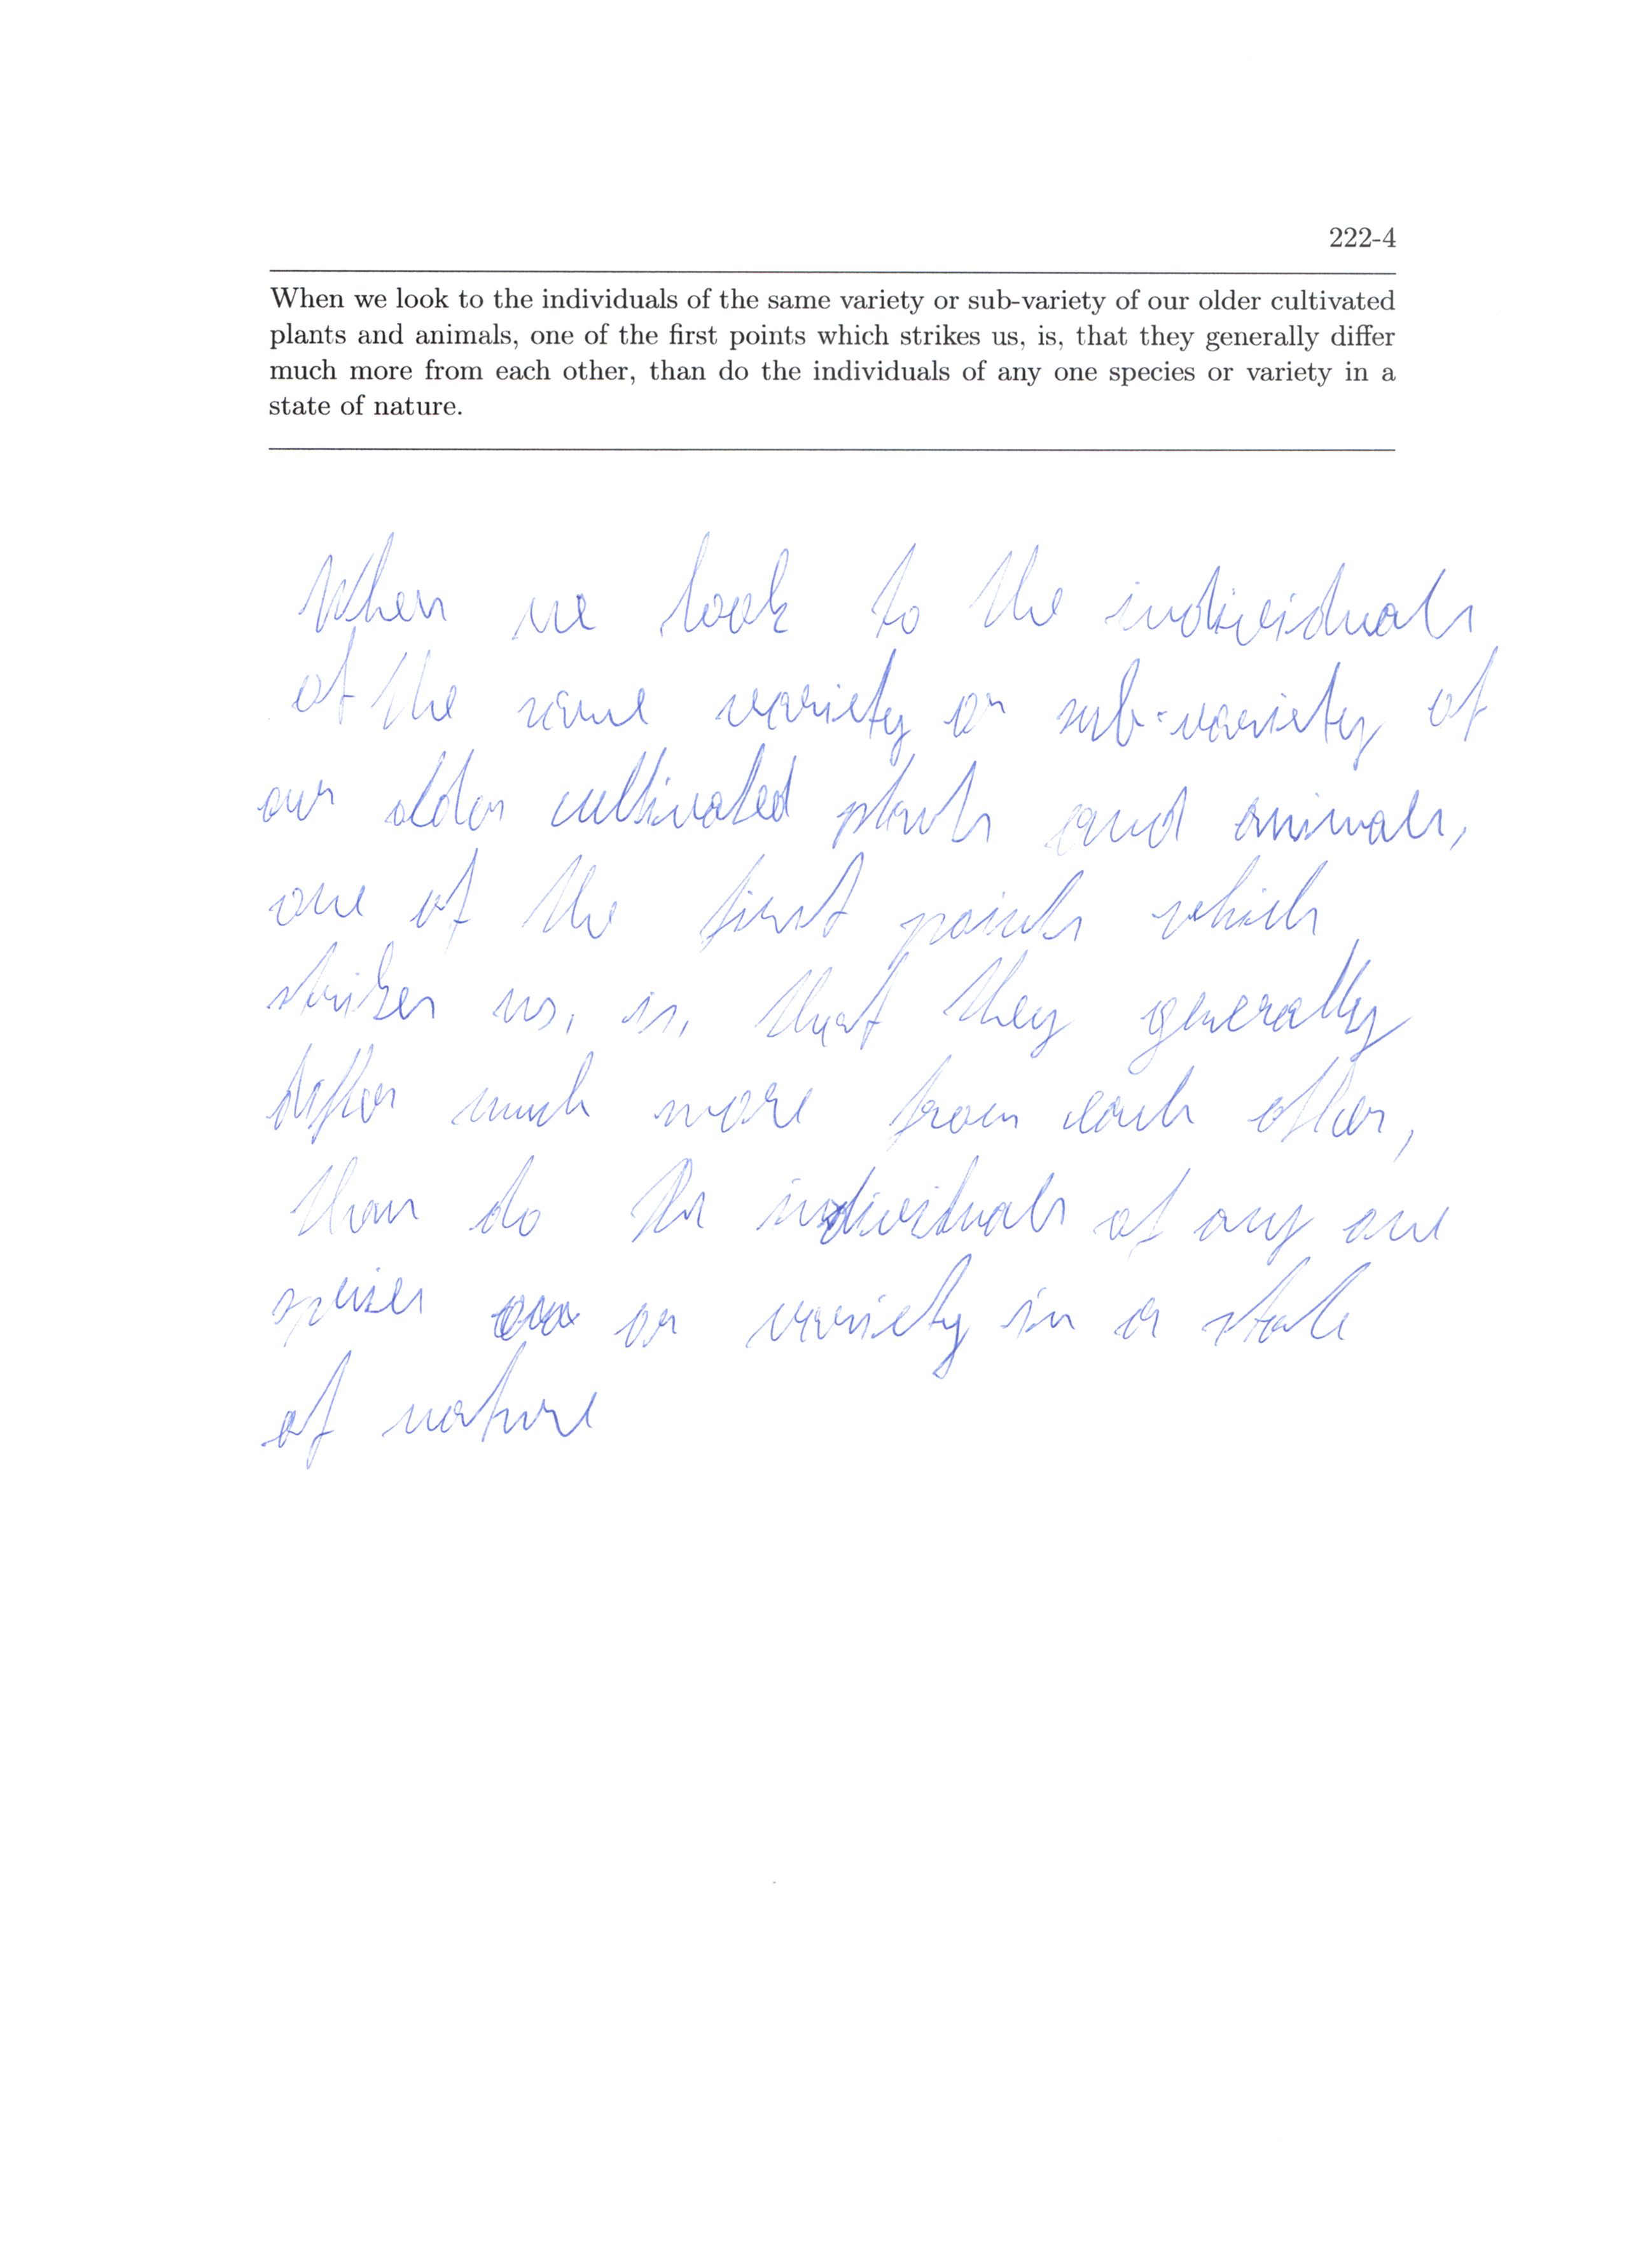 222-4
When we look to the individuals of the same variety or sub-variety of our older cultivated
plants and animals, one of the first points which strikes us, is, that they generally differ
much more from each other, than do the individuals of any one species or variety in a
state of nature.
When we look to the individuals
of the same variety or sub-variety of
our older cultivated plants and animals,
one of the first points which
strikes us, is, that they generally
differ much more from each other,
than do the individuals of any one
species or variety in a state
of nature